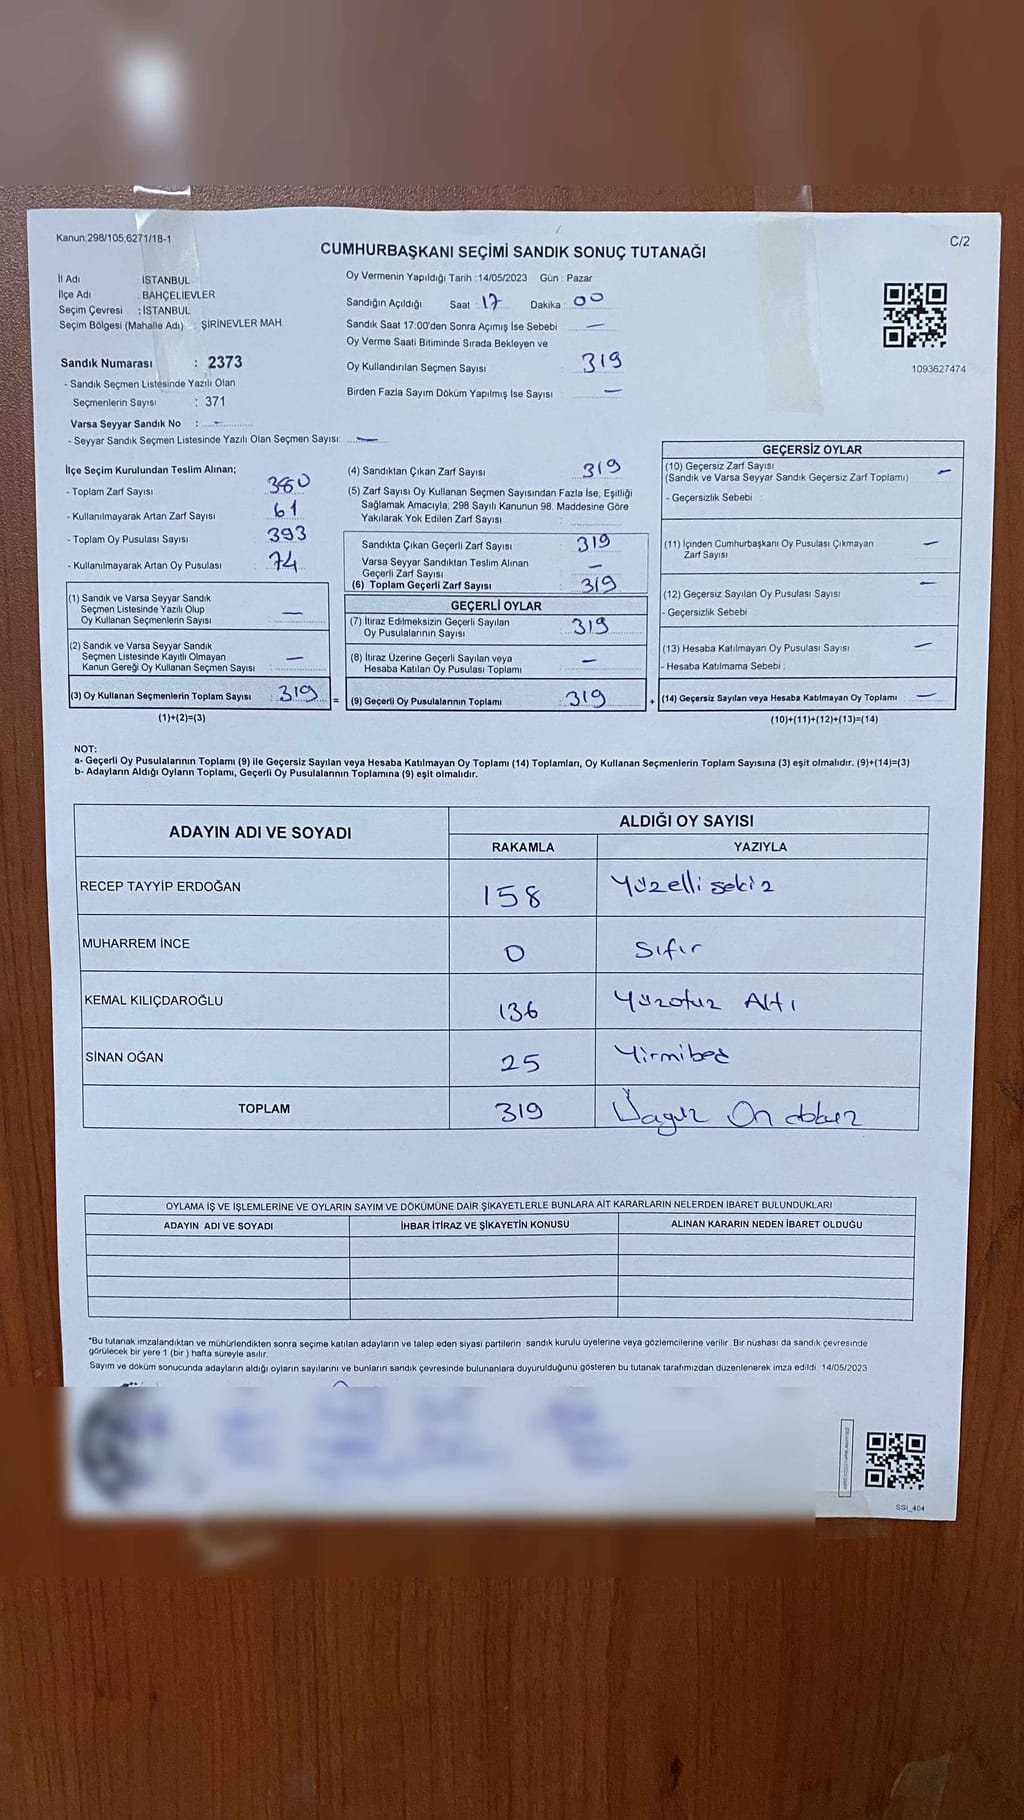 Kanun,298/105,6271/18-1
C/2
CUMHURBAŞKANI SEÇİMİ SANDIK SONUÇ TUTANAĞI
İl Adı : İSTANBUL
İlçe Adı : BAHÇELİEVLER
Seçim Çevresi : İSTANBUL
Seçim Bölgesi (Mahalle Adı) : ŞİRİNEVLER MAH.
Sandık Numarası : 2373
- Sandık Seçmen Listesinde Yazılı Olan
Seçmenlerin Sayısı : 371
Varsa Seyyar Sandık No : -
- Seyyar Sandık Seçmen Listesinde Yazılı Olan Seçmen Sayısı: —
Oy Vermenin Yapıldığı Tarih :14/05/2023 Gün : Pazar
Sandığın Açıldığı Saat : 17 Dakika : 00
Sandık Saat 17:00'den Sonra Açımış İse Sebebi —
Oy Verme Saati Bitiminde Sırada Bekleyen ve
Oy Kullandırılan Seçmen Sayısı : 319
Birden Fazla Sayım Döküm Yapılmış İse Sayısı : —
1093627474
İlçe Seçim Kurulundan Teslim Alınan;
- Toplam Zarf Sayısı : 380
- Kullanılmayarak Artan Zarf Sayısı : 61
- Toplam Oy Pusulası Sayısı : 393
- Kullanılmayarak Artan Oy Pusulası : 74
(1) Sandık ve Varsa Seyyar Sandık
Seçmen Listesinde Yazılı Olup
Oy Kullanan Seçmenlerin Sayısı : —
(2) Sandık ve Varsa Seyyar Sandık
Seçmen Listesinde Kayıtlı Olmayan
Kanun Gereği Oy Kullanan Seçmen Sayısı : —
(3) Oy Kullanan Seçmenlerin Toplam Sayısı : 319 =
(1)+(2)=(3)
(4) Sandıktan Çıkan Zarf Sayısı : 319
(5) Zarf Sayısı Oy Kullanan Seçmen Sayısından Fazla İse, Eşitliği
Sağlamak Amacıyla, 298 Sayılı Kanunun 98. Maddesine Göre
Yakılarak Yok Edilen Zarf Sayısı :
Sandıkta Çıkan Geçerli Zarf Sayısı : 319
Varsa Seyyar Sandıktan Teslim Alınan
Geçerli Zarf Sayısı : —
(6) Toplam Geçerli Zarf Sayısı : 319
GEÇERLİ OYLAR
(7) İtiraz Edilmeksizin Geçerli Sayılan
Oy Pusulalarının Sayısı : 319
(8) İtiraz Üzerine Geçerli Sayılan veya
Hesaba Katılan Oy Pusulası Toplamı : —
(9) Geçerli Oy Pusulalarının Toplamı : 319 +
GEÇERSİZ OYLAR
(10) Geçersiz Zarf Sayısı —
(Sandık ve Varsa Seyyar Sandık Geçersiz Zarf Toplamı)
- Geçersizlik Sebebi :
(11) İçinden Cumhurbaşkanı Oy Pusulası Çıkmayan —
Zarf Sayısı
(12) Geçersiz Sayılan Oy Pusulası Sayısı —
- Geçersizlik Sebebi :
(13) Hesaba Katılmayan Oy Pusulası Sayısı —
- Hesaba Katılmama Sebebi :
(14) Geçersiz Sayılan veya Hesaba Katılmayan Oy Toplamı : —
(10)+(11)+(12)+(13)=(14)
NOT:
a- Geçerli Oy Pusulalarının Toplamı (9) ile Geçersiz Sayılan veya Hesaba Katılmayan Oy Toplamı (14) Toplamları, Oy Kullanan Seçmenlerin Toplam Sayısına (3) eşit olmalıdır. (9)+(14)=(3)
b- Adayların Aldığı Oyların Toplamı, Geçerli Oy Pusulalarının Toplamına (9) eşit olmalıdır.
ADAYIN ADI VE SOYADI ALDIĞI OY SAYISI
RAKAMLA YAZIYLA
RECEP TAYYİP ERDOĞAN 158 Yüzelli sekiz
MUHARREM İNCE 0 Sıfır
KEMAL KILIÇDAROĞLU 136 Yüzotuz Altı
SİNAN OĞAN 25 Yirmibeş
TOPLAM 319 Üçyüz On dokuz
OYLAMA İŞ VE İŞLEMLERİNE VE OYLARIN SAYIM VE DÖKÜMÜNE DAİR ŞİKAYETLERLE BUNLARA AİT KARARLARIN NELERDEN İBARET BULUNDUKLARI
ADAYIN ADI VE SOYADI İHBAR İTİRAZ VE ŞİKAYETİN KONUSU ALINAN KARARIN NEDEN İBARET OLDUĞU
*Bu tutanak imzalandıktan ve mühürlendikten sonra seçime katılan adayların ve talep eden siyasi partilerin sandık kurulu üyelerine veya gözlemcilerine verilir. Bir nüshası da sandık çevresinde
görülecek bir yere 1 (bir ) hafta süreyle asılır.
Sayım ve döküm sonucunda adayların aldığı oyların sayılarını ve bunların sandık çevresinde bulunanlara duyurulduğunu gösteren bu tutanak tarafımızdan düzenlenerek imza edildi. 14/05/2023
SSI_404